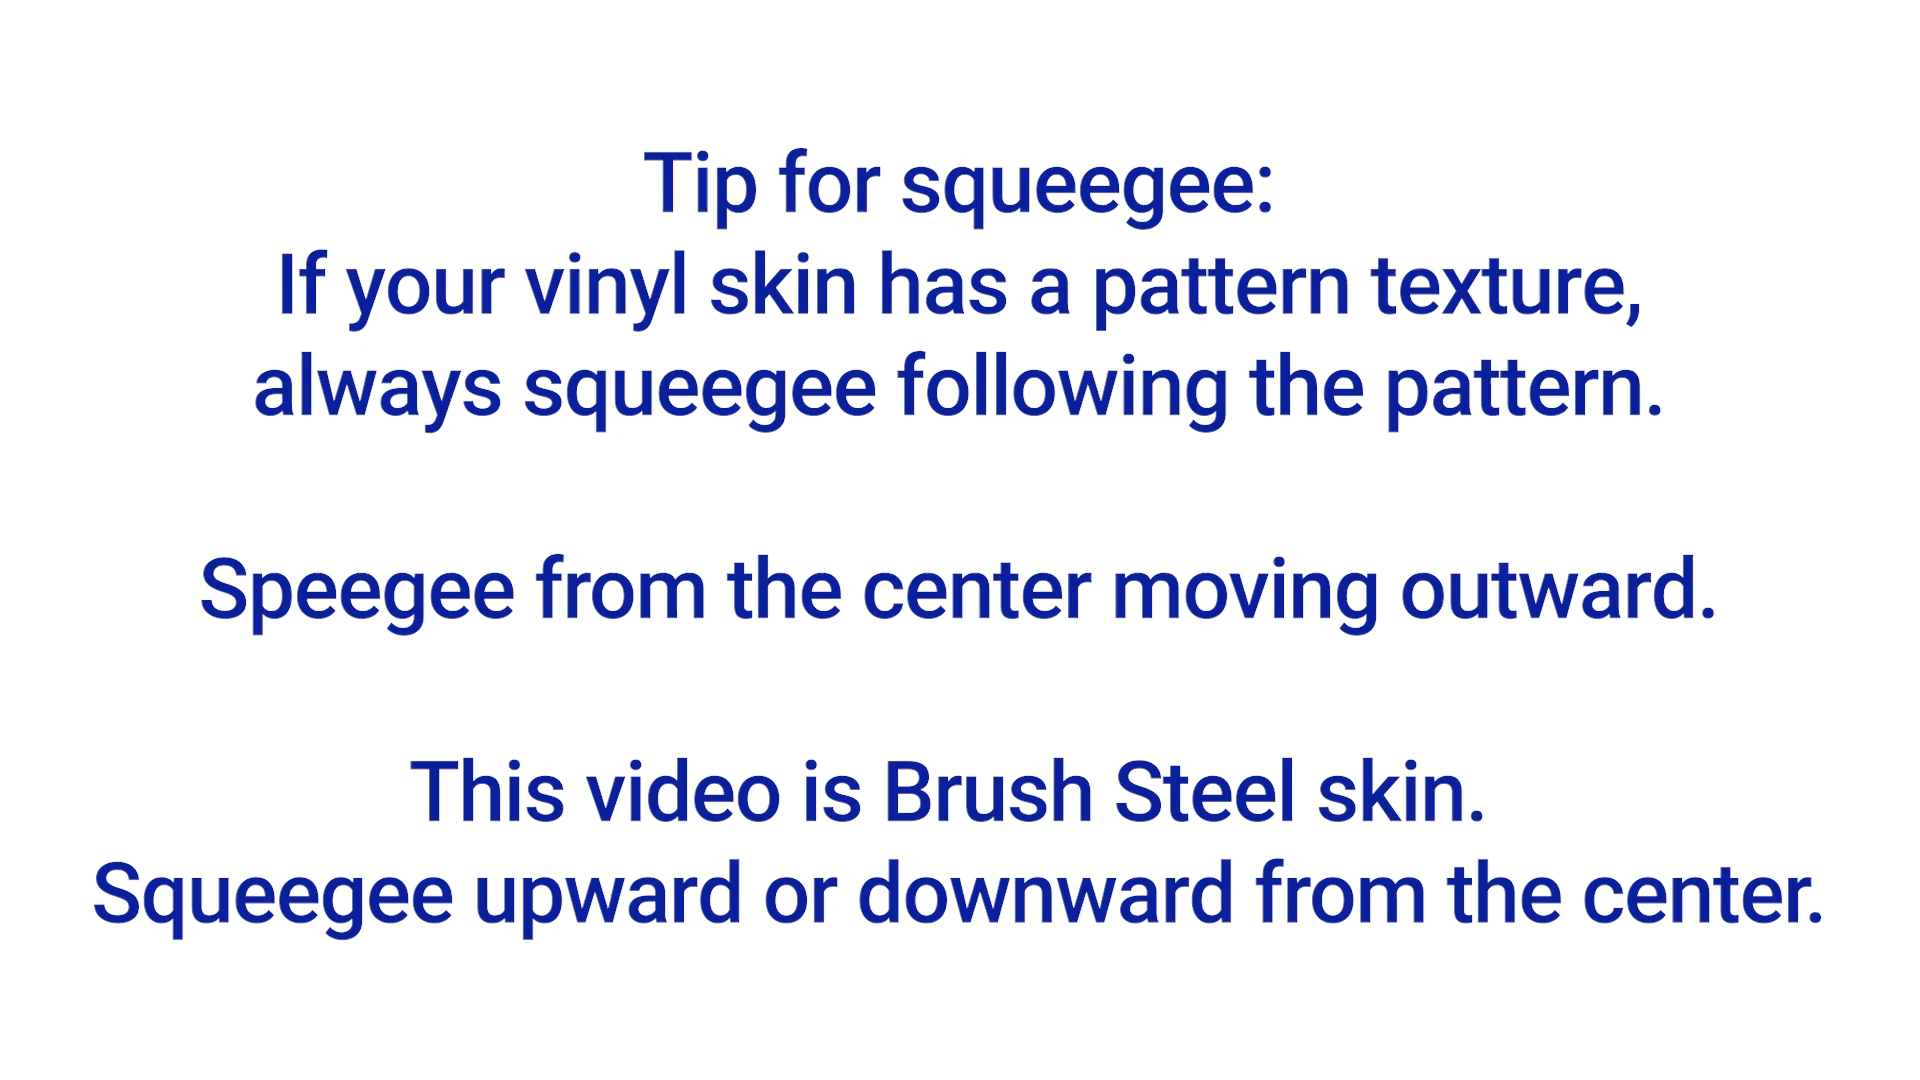 Tip for squeegee:
If your vinyl skin has a pattern texture,
always squeegee following the pattern.
Speegee from the center moving outward.
This video is Brush Steel skin.
Squeegee upward or downward from the center.